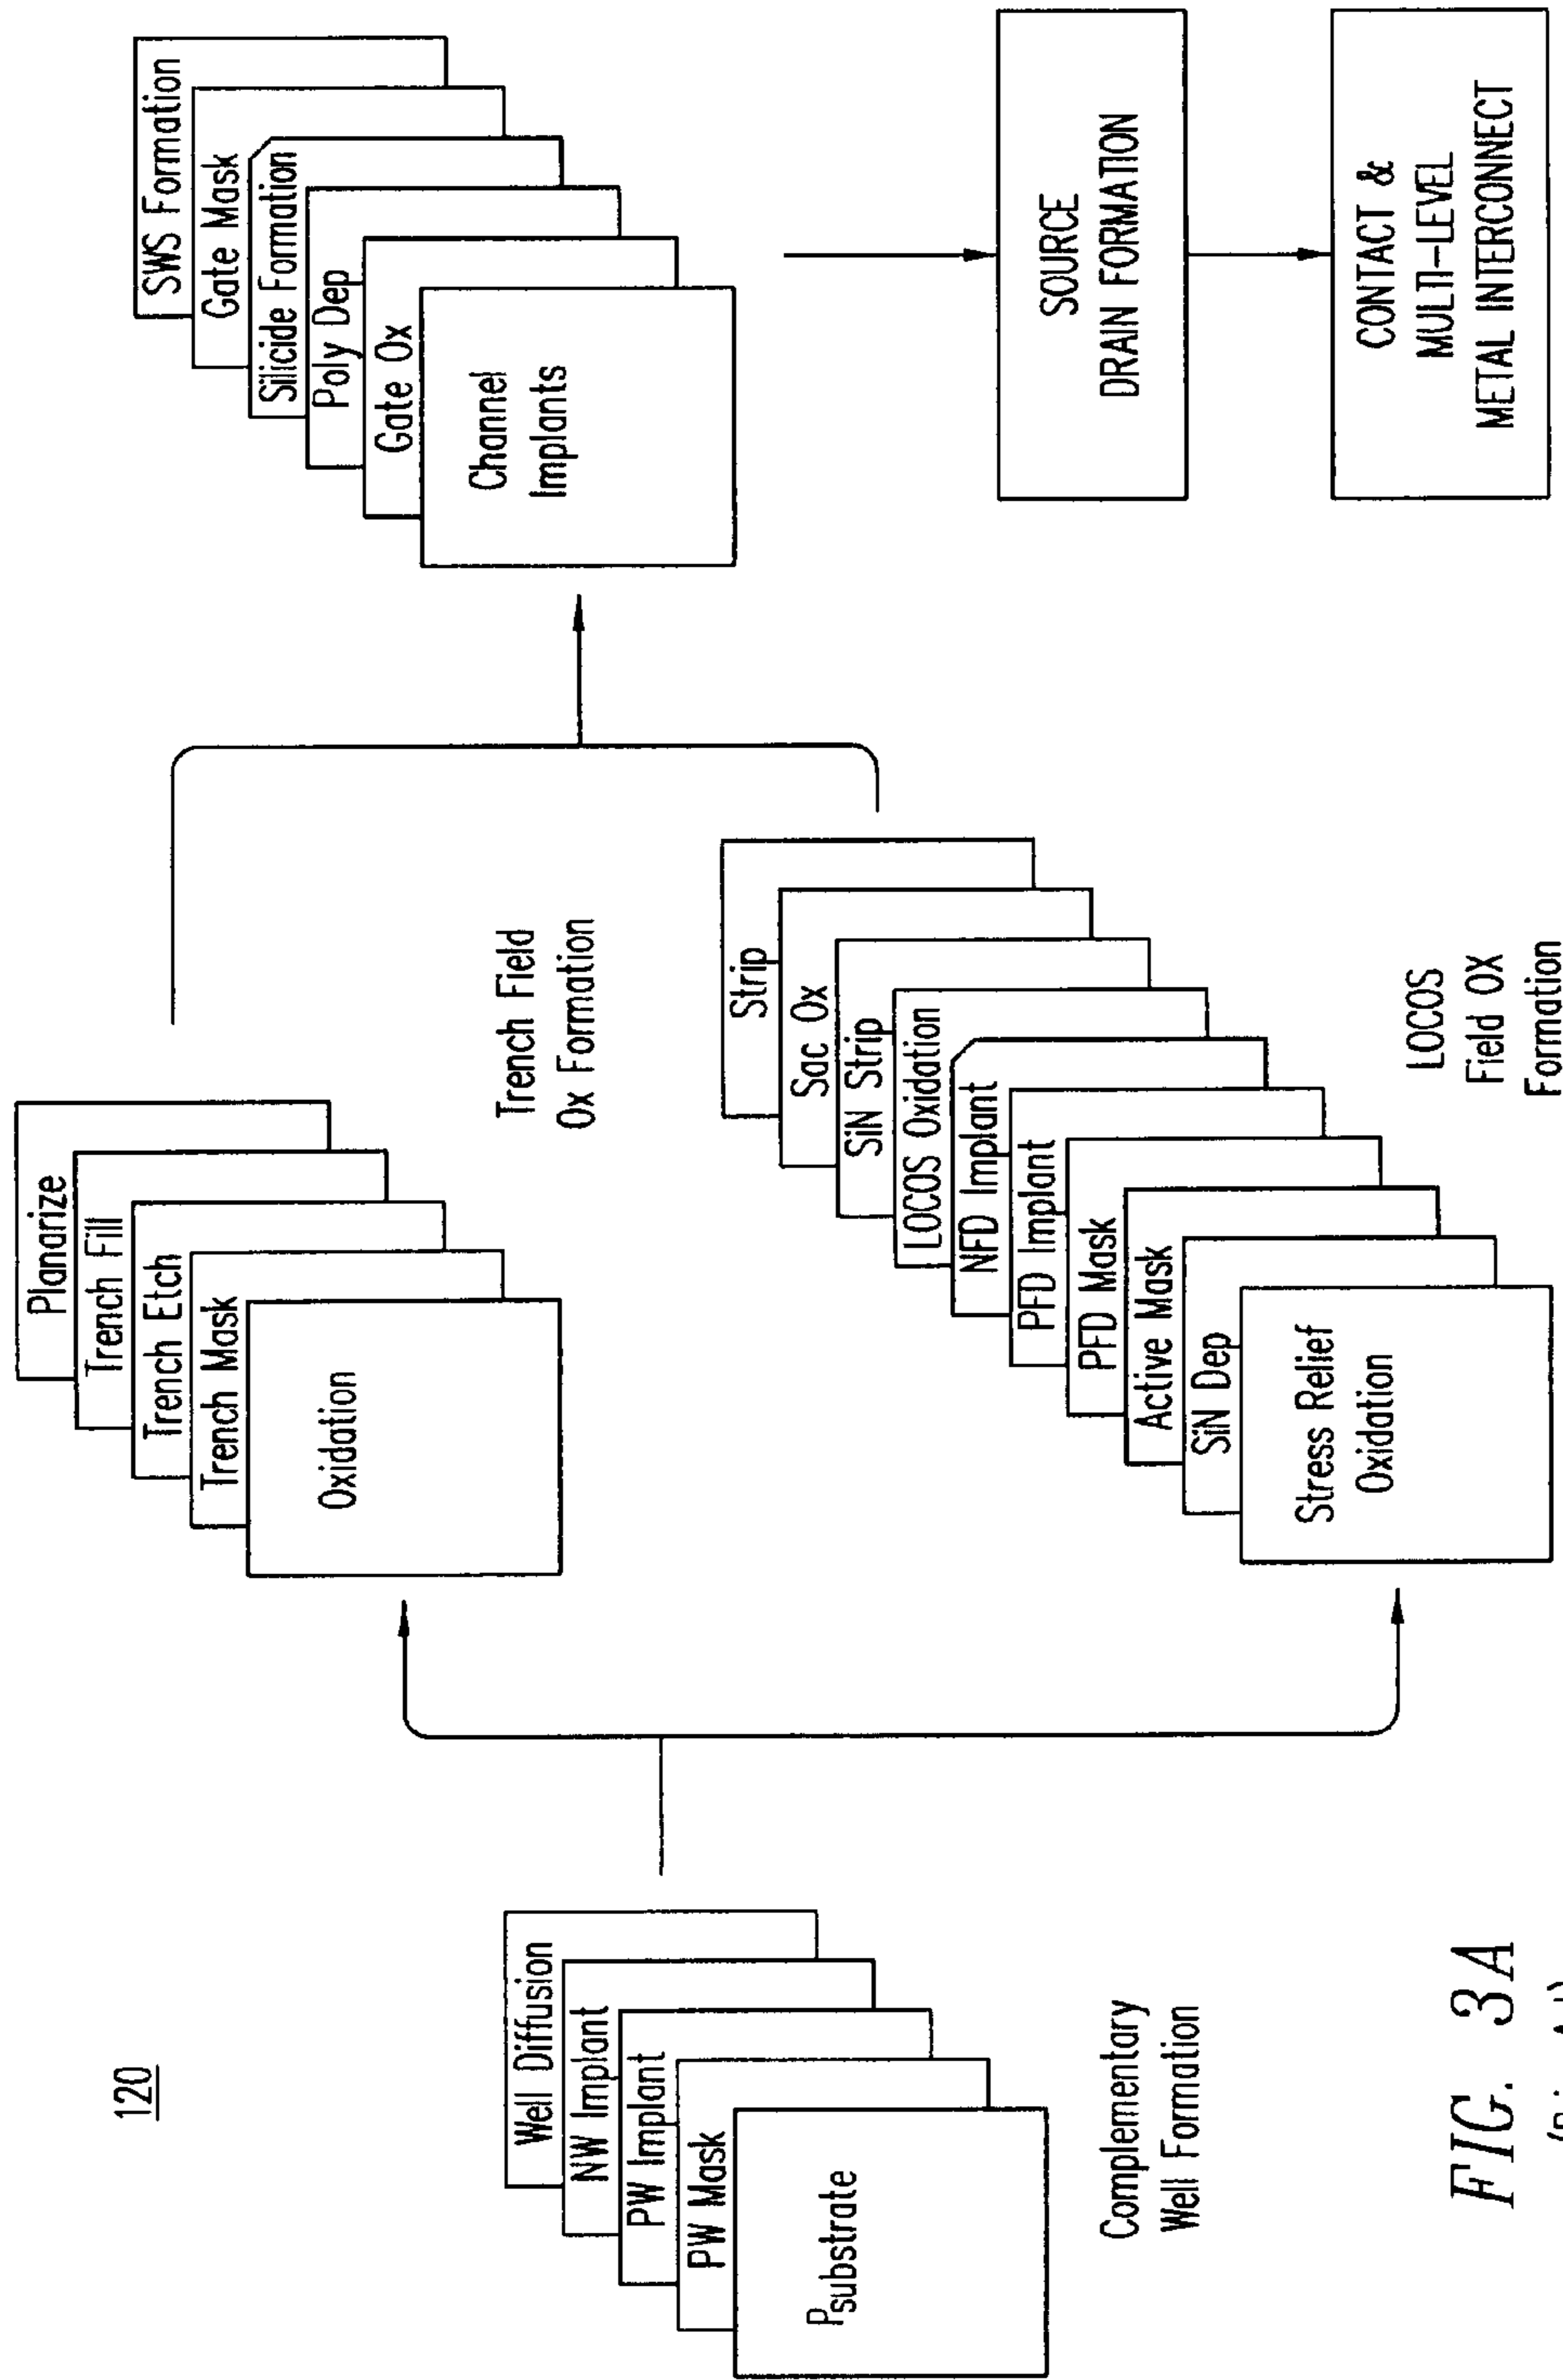 120
Well Diffusion
NW Implant
PW Implant
PW Mask
Psubstrate
Complementary
Well Formation
Planarize
Trench Fill
Trench Etch
Trench Mask
Oxidation
Trench Field
Ox Formation
Strip
Sac Ox
SiN Strip
LOCOS Oxidation
NFD Implant
PFD Implant
PFD Mask
Active Mask
SiN Dep
Stress Relief
Oxidation
LOCOS
Field OX
Formation
SWS Formation
Gate Mask
Silicide Formation
Poly Dep
Gate Ox
Channel
Implants
SOURCE
DRAIN FORMATION
CONTACT &
MULTI-LEVEL
METAL INTERCONNECT
FIG. 3A